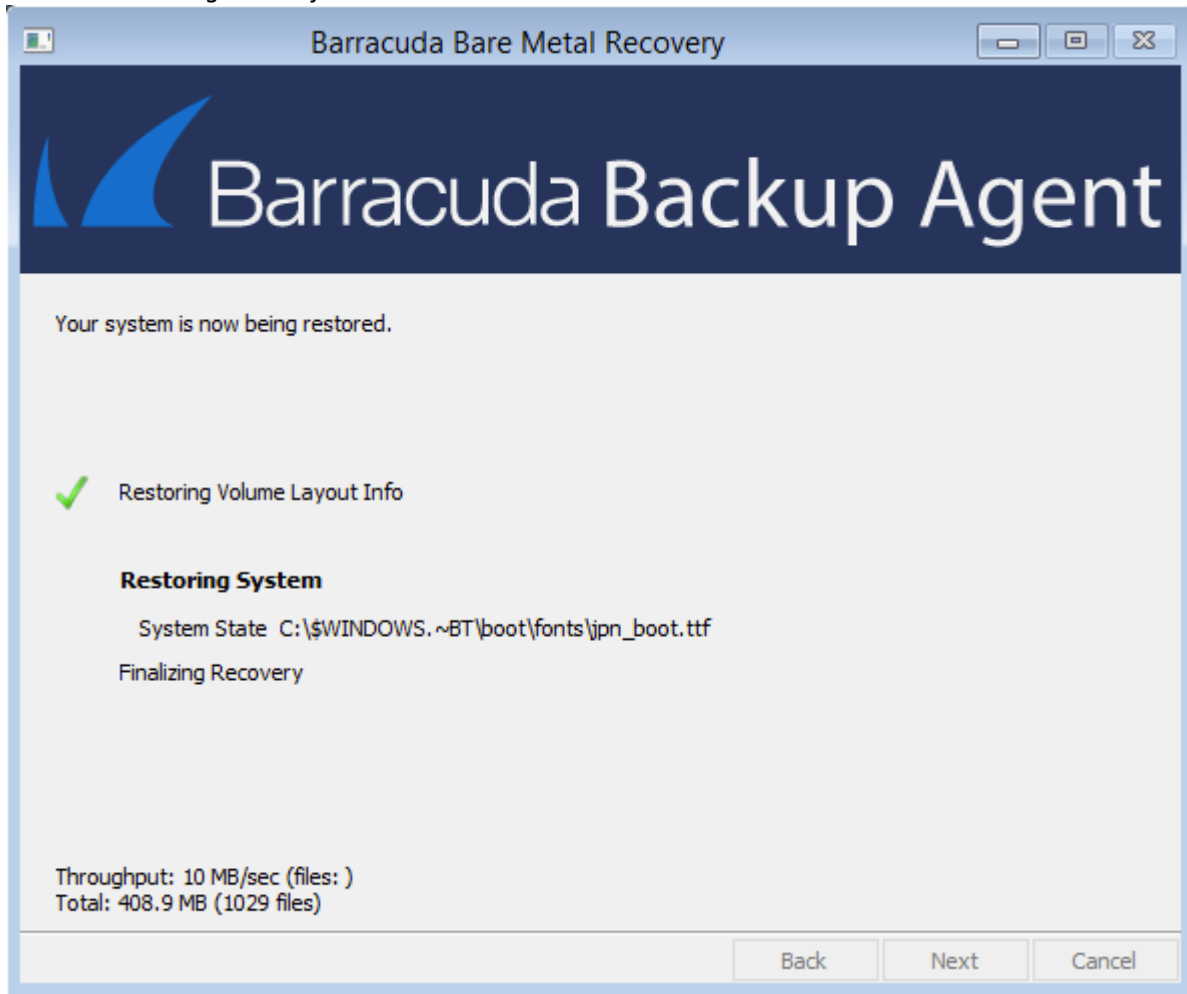 Barracuda Bare Metal Recovery
Barracuda Backup Agent
Your system is now being restored.
Restoring Volume Layout Info
Restoring System
System State C:\$WINDOWS.~BT\boot\fonts\jpn_boot.ttf
Finalizing Recovery
Throughput: 10 MB/sec (files: )
Total: 408.9 MB (1029 files)
Back Next Cancel